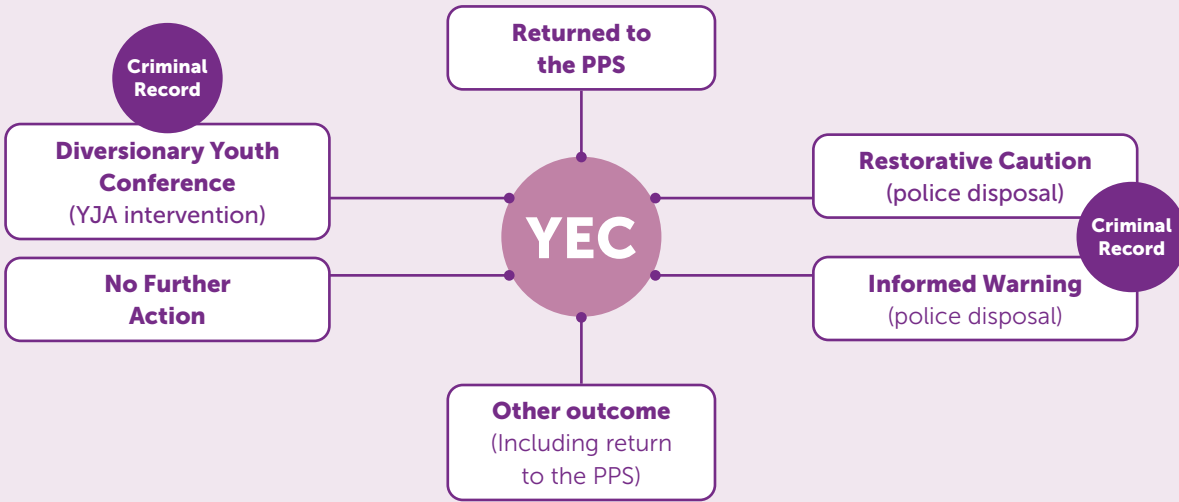 Returned to
the PPS
Criminal
Record
Diversionary Youth
Conference
(YJA intervention)
No Further
Action
YEC
Restorative Caution
(police disposal)
Criminal
Record
Informed Warning
(police disposal)
Other outcome
(Including return
to the PPS)